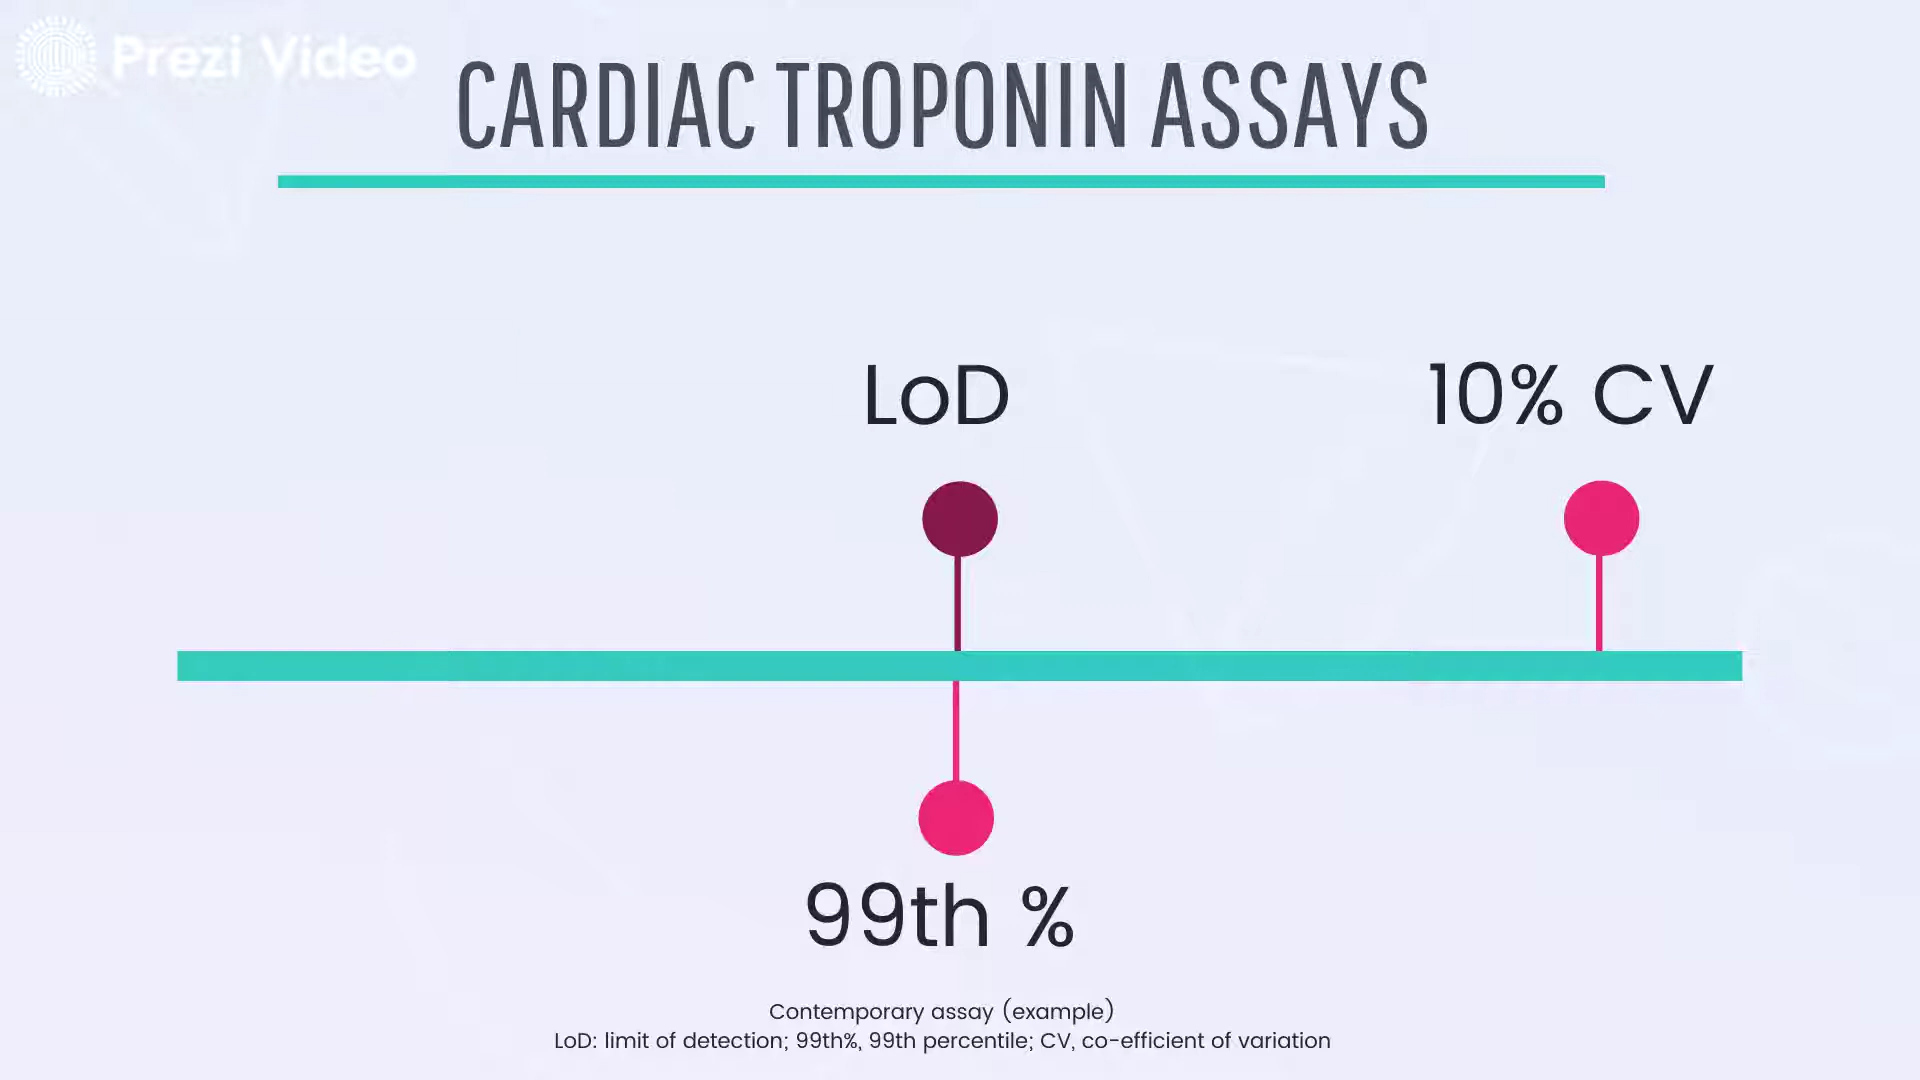 Prezi Video
CARDIAC TROPONIN ASSAYS
LoD
10% CV
99th %
Contemporary assay (example)
LoD: limit of detection; 99th%, 99th percentile; CV, co-efficient of variation